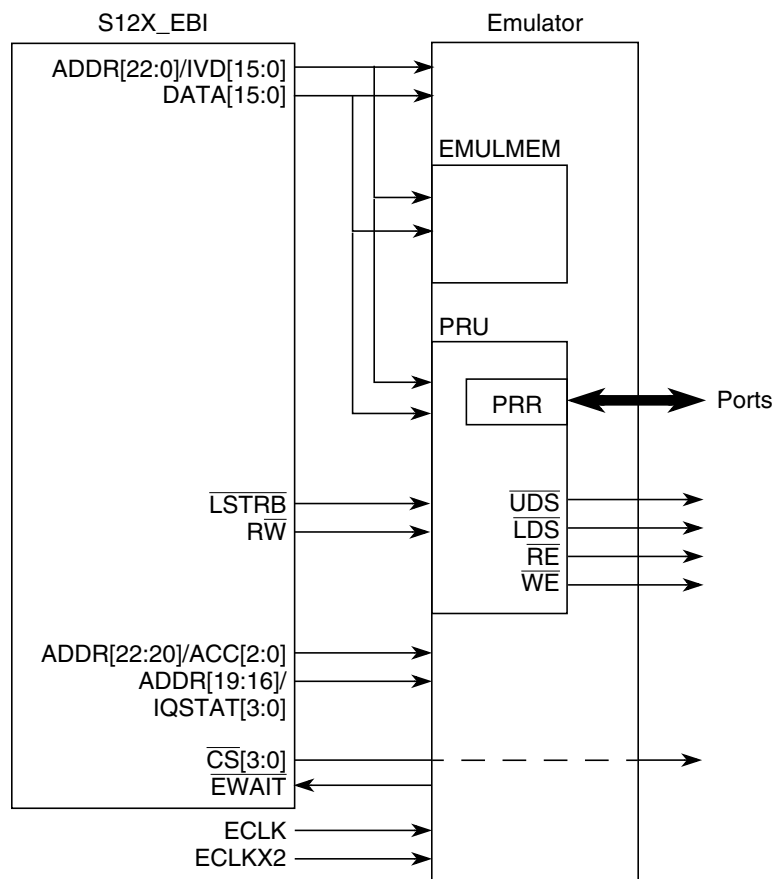 S12X_EBI
Emulator
ADDR[22:0]/IVD[15:0]
DATA[15:0]
EMULMEM
PRU
PRR
Ports
LSTRB
RW
UDS
LDS
RE
WE
ADDR[22:20]/ACC[2:0]
ADDR[19:16]/
IQSTAT[3:0]
CS[3:0]
EWAIT
ECLK
ECLKX2